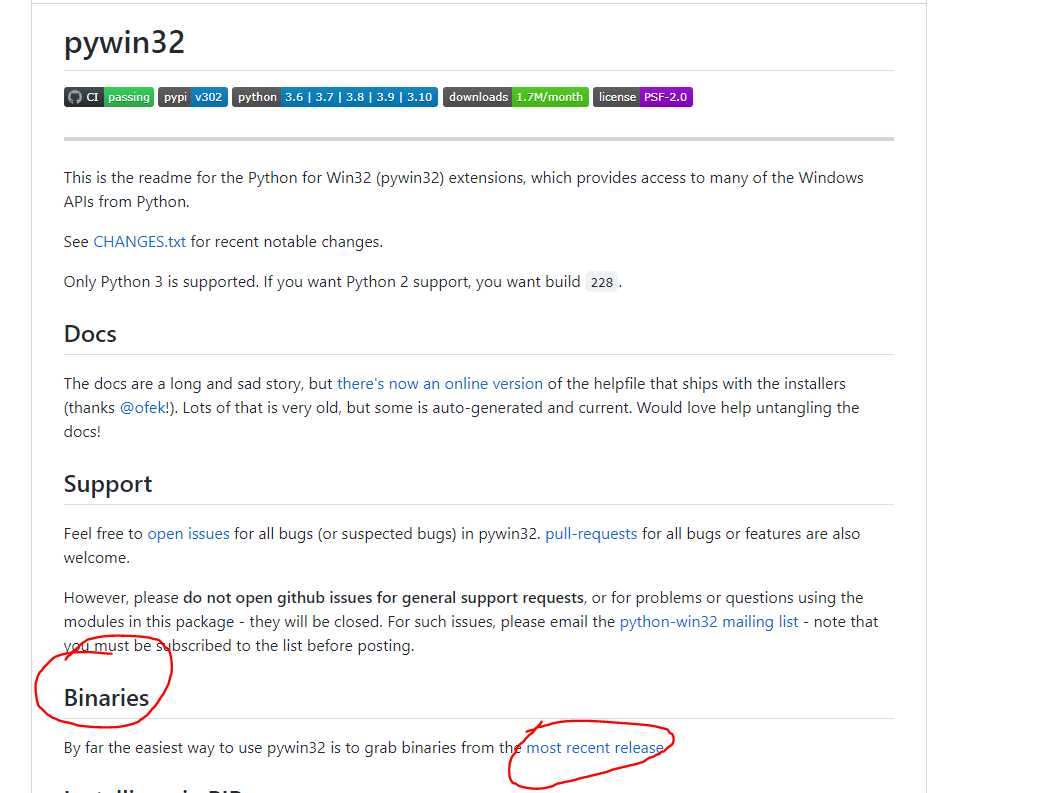 pywin32
CI passing pypi v302 python 3.6 | 3.7 | 3.8 | 3.9 | 3.10 downloads 1.7M/month license PSF-2.0
This is the readme for the Python for Win32 (pywin32) extensions, which provides access to many of the Windows
APIs from Python.
See CHANGES.txt for recent notable changes.
Only Python 3 is supported. If you want Python 2 support, you want build 228.
Docs
The docs are a long and sad story, but there's now an online version of the helpfile that ships with the installers
(thanks @ofek!). Lots of that is very old, but some is auto-generated and current. Would love help untangling the
docs!
Support
Feel free to open issues for all bugs (or suspected bugs) in pywin32. pull-requests for all bugs or features are also
welcome.
However, please do not open github issues for general support requests, or for problems or questions using the
modules in this package - they will be closed. For such issues, please email the python-win32 mailing list - note that
you must be subscribed to the list before posting.
Binaries
By far the easiest way to use pywin32 is to grab binaries from the most recent release